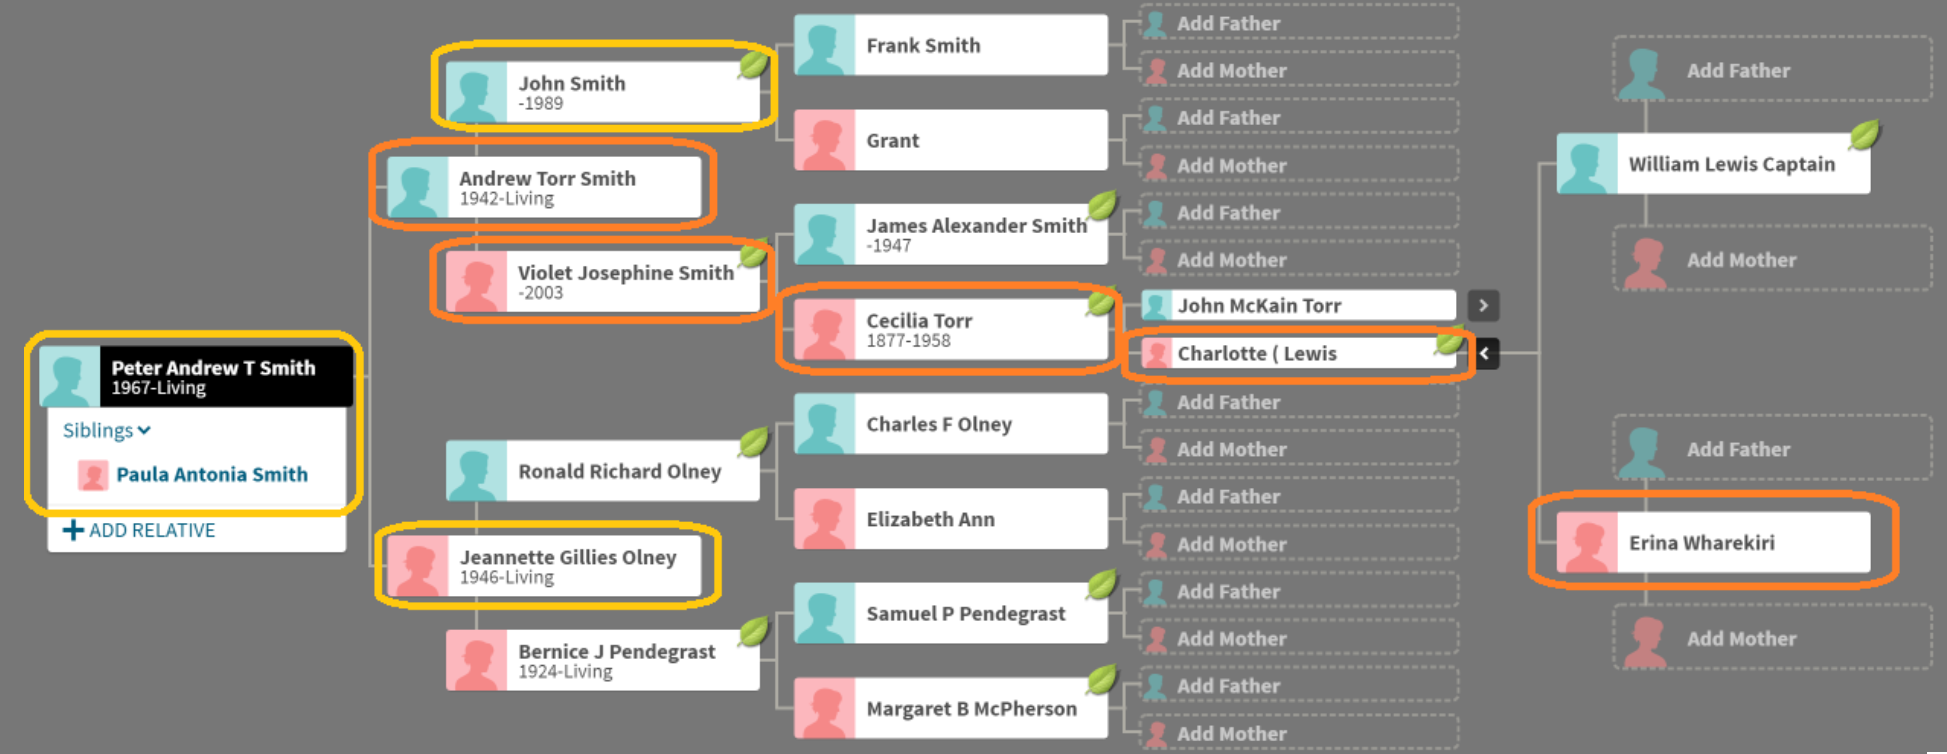 Peter Andrew T Smith
1967-Living
Siblings
Paula Antonia Smith
+ ADD RELATIVE
John Smith
-1989
Andrew Torr Smith
1942-Living
Violet Josephine Smith
-2003
Ronald Richard Olney
Jeannette Gillies Olney
1946-Living
Bernice J Pendegrast
1924-Living
Frank Smith
Grant
James Alexander Smith
-1947
Cecilia Torr
1877-1958
Charles F Olney
Elizabeth Ann
Samuel P Pendegrast
Margaret B McPherson
Add Father
Add Mother
Add Father
Add Mother
Add Father
Add Mother
John McKain Torr
Charlotte ( Lewis
Add Father
Add Mother
Add Father
Add Mother
Add Father
Add Mother
Add Father
Add Mother
Add Father
William Lewis Captain
Add Mother
Add Father
Erina Wharekiri
Add Mother